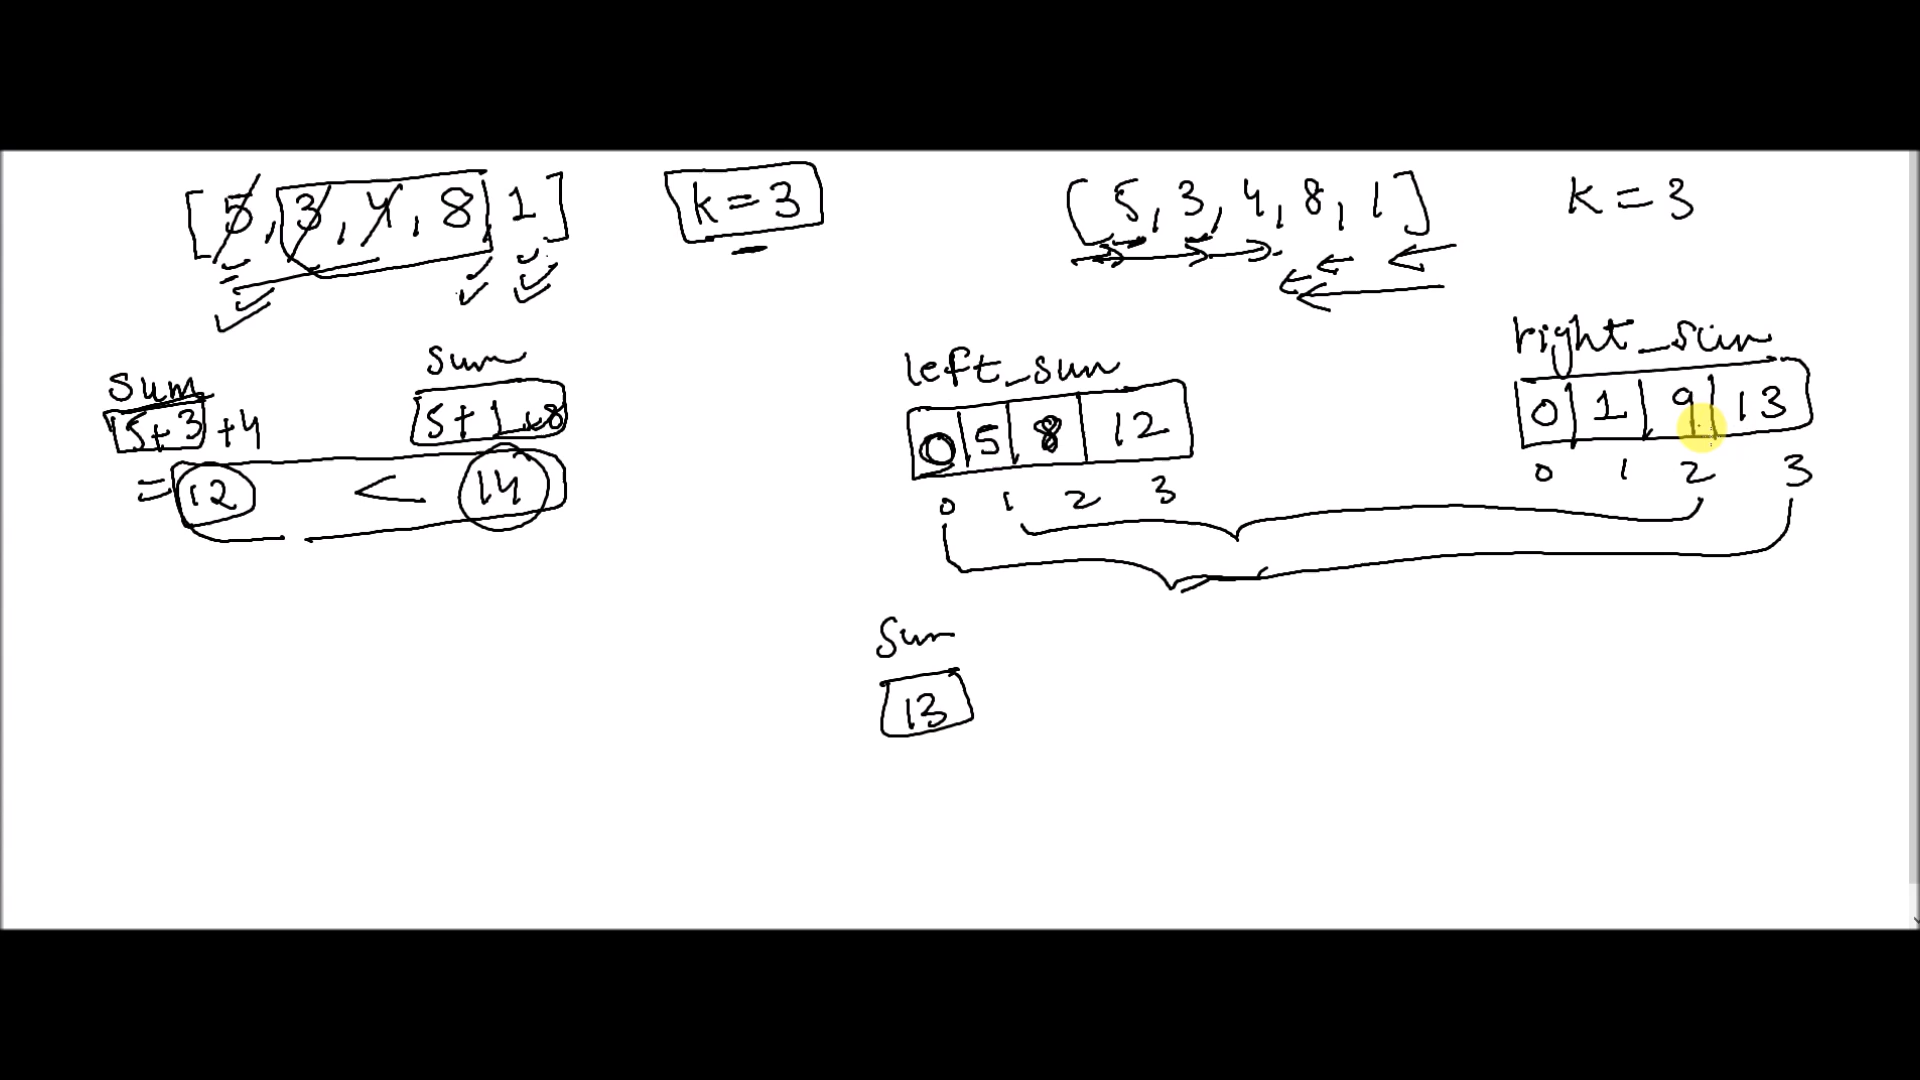 [5, 3, 4, 8, 1] k = 3
sum
5+3 +4
= 12 < 14
sum
5+1+8
[5, 3, 4, 8, 1] k = 3
left_sum
0 5 8 12
0 1 2 3
right_sum
0 1 9 13
0 1 2 3
Sum
13